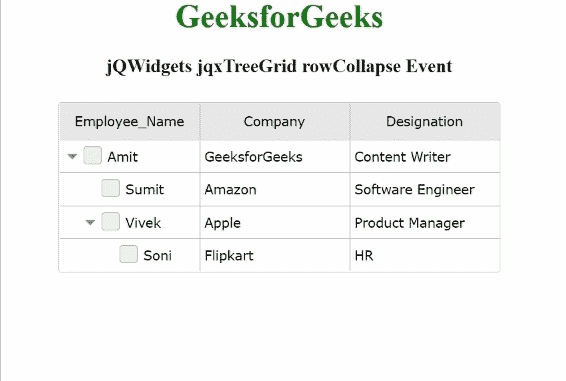 GeeksforGeeks
jQWidgets jqxTreeGrid rowCollapse Event
Employee_Name Company Designation
Amit GeeksforGeeks Content Writer
Sumit Amazon Software Engineer
Vivek Apple Product Manager
Soni Flipkart HR